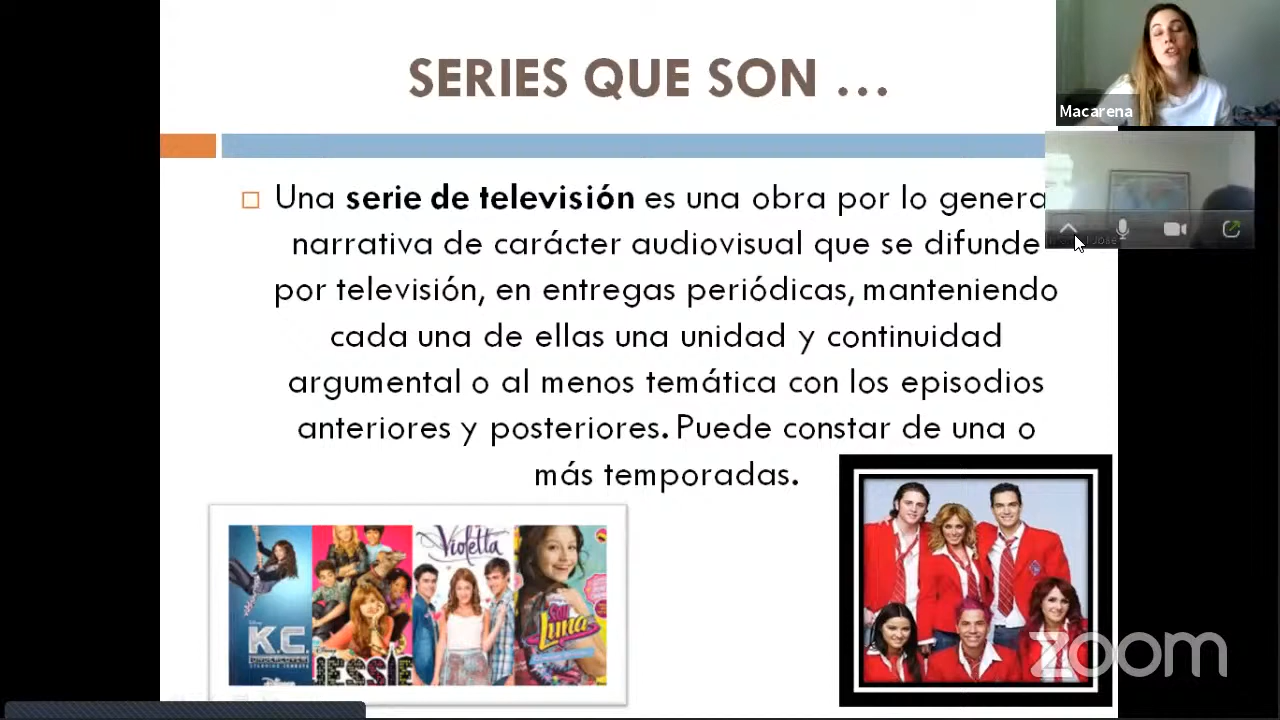 SERIES QUE SON ...
Macarena
Una serie de televisión es una obra por lo genera
narrativa de carácter audiovisual que se difunde
por televisión, en entregas periódicas, manteniendo
cada una de ellas una unidad y continuidad
argumental o al menos temática con los episodios
anteriores y posteriores. Puede constar de una o
más temporadas.
Violetta
K.C.
JESSIE
SOY
Luna
Disney
zoom